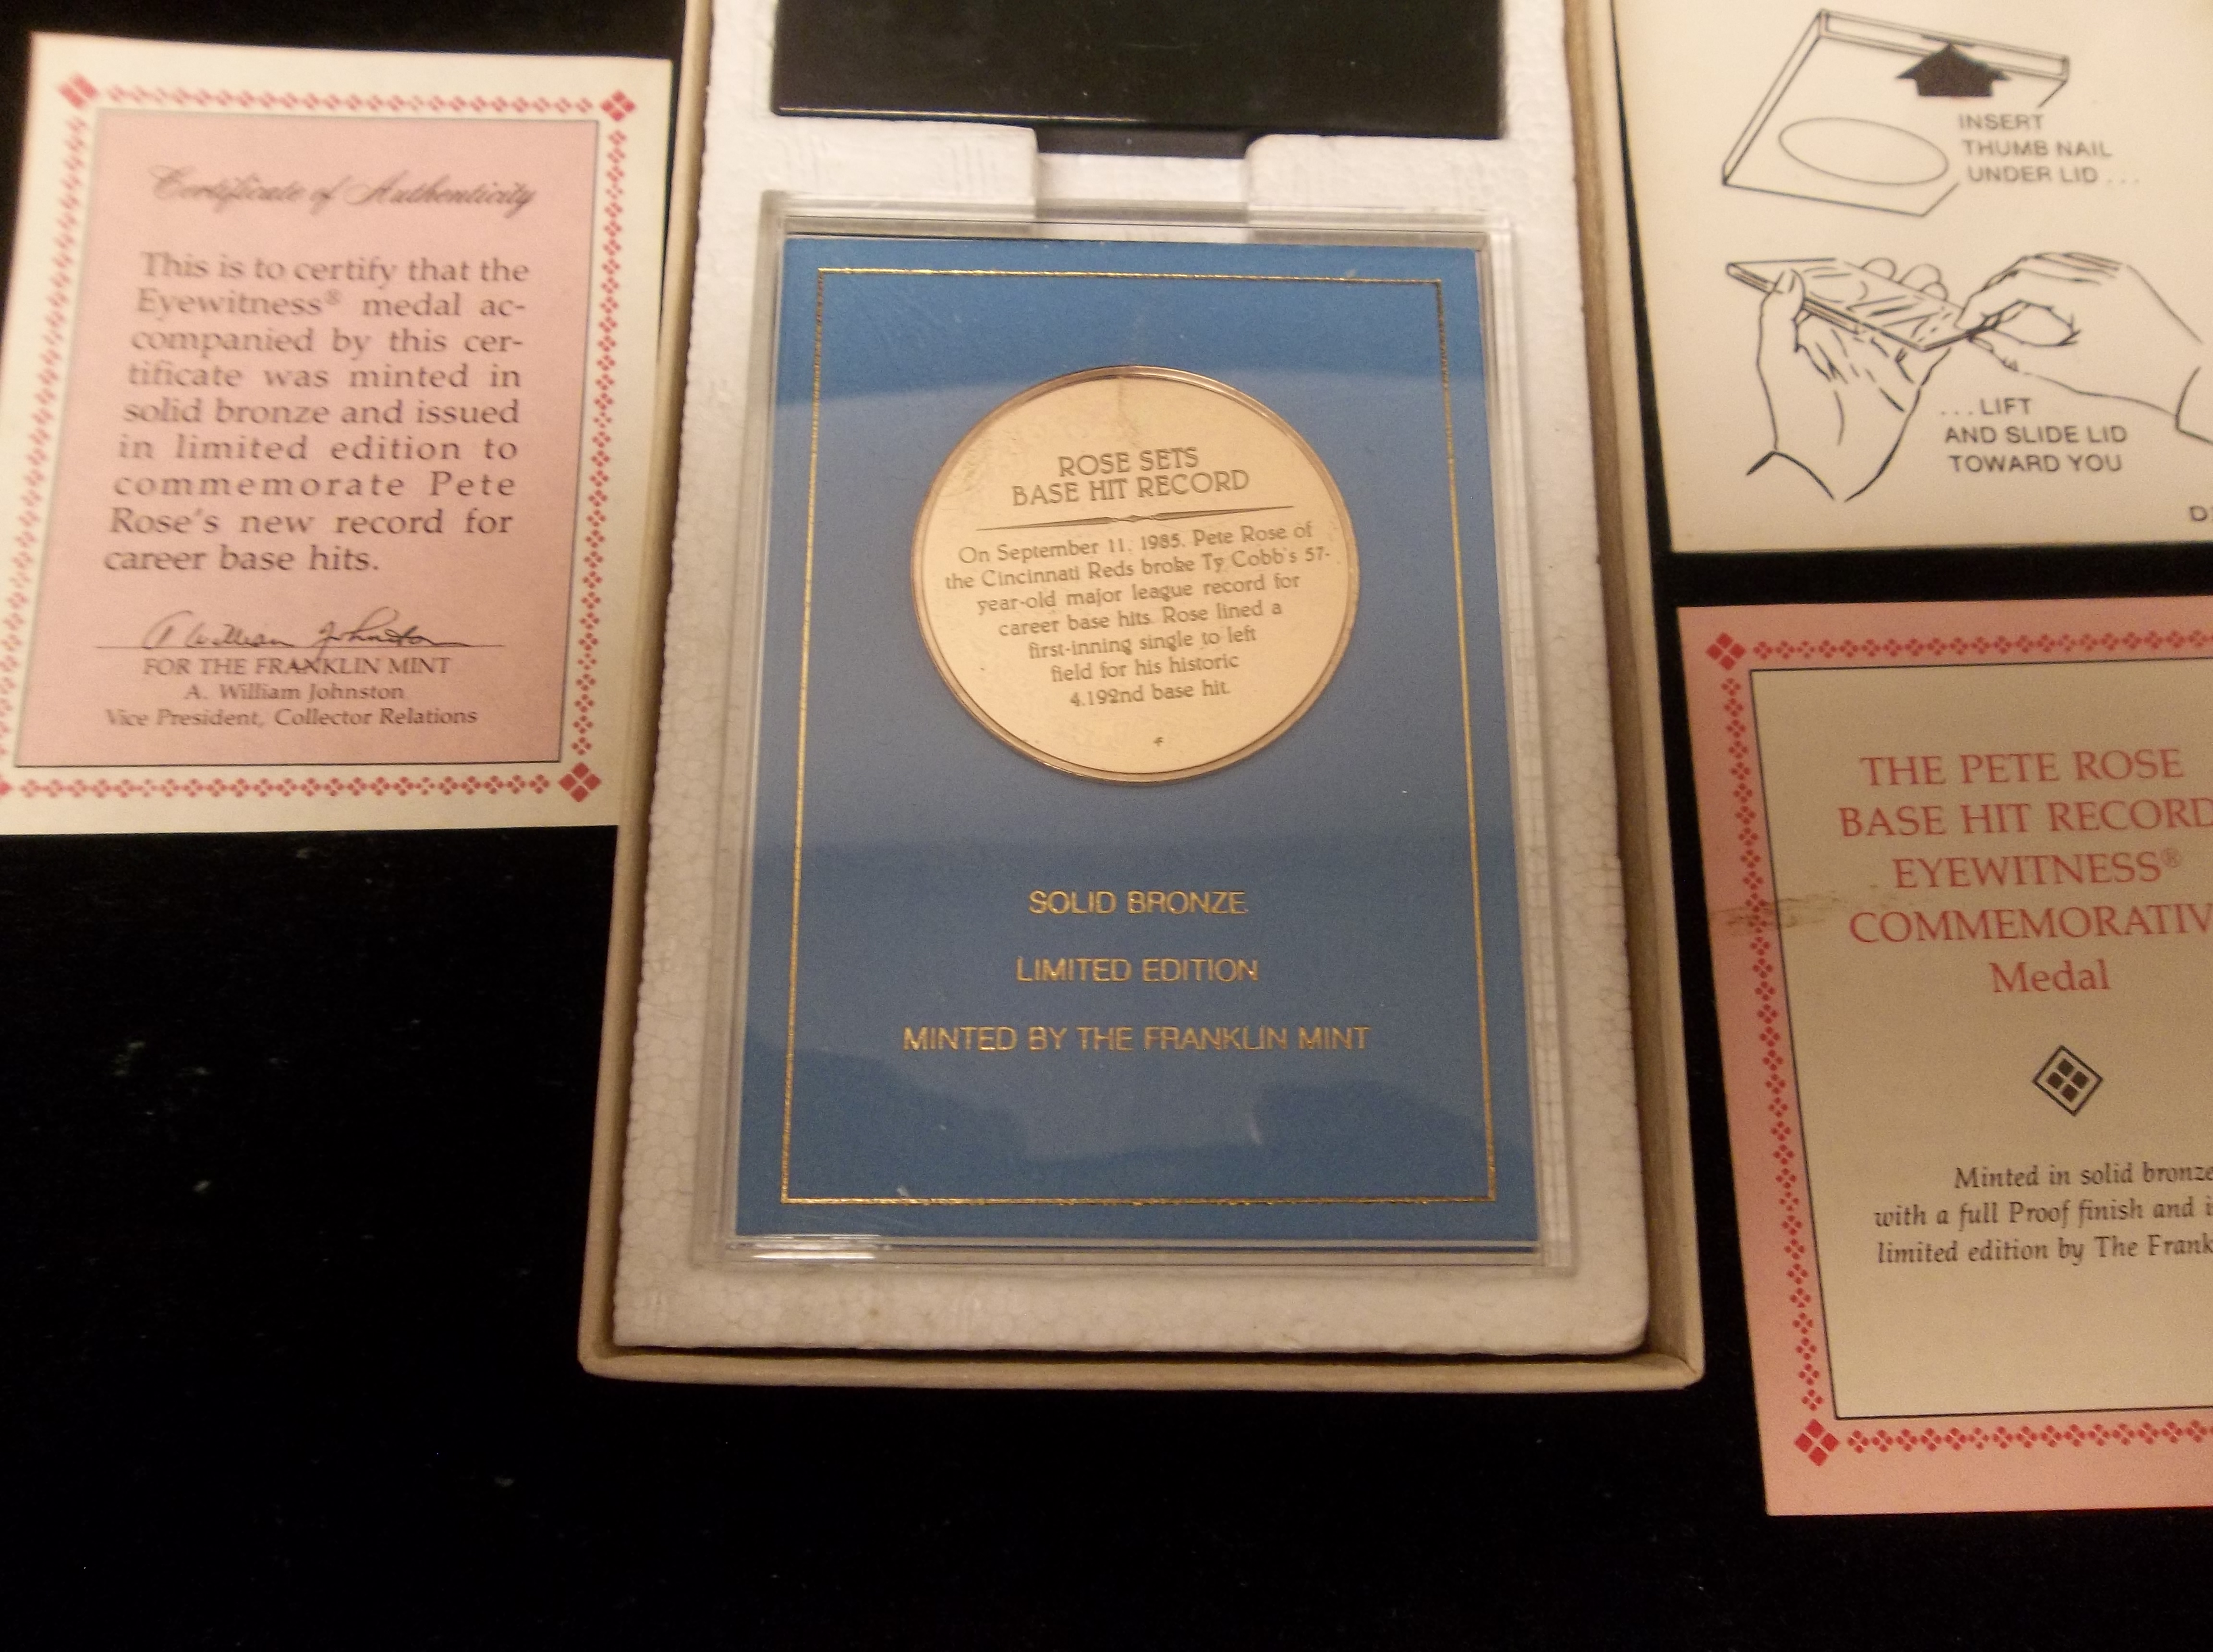 Certificate of Authenticity
This is to certify that the
Eyewitness® medal ac-
companied by this cer-
tificate was minted in
solid bronze and issued
in limited edition to
commemorate Pete
Rose's new record for
career base hits.
A William Johnston
FOR THE FRANKLIN MINT
A. William Johnston
Vice President, Collector Relations
ROSE SETS
BASE HIT RECORD
On September 11, 1985, Pete Rose of
the Cincinnati Reds broke Ty Cobb's 57-
year-old major league record for
career base hits. Rose lined a
first-inning single to left
field for his historic
4,192nd base hit.
SOLID BRONZE
LIMITED EDITION
MINTED BY THE FRANKLIN MINT
INSERT
THUMB NAIL
UNDER LID ...
... LIFT
AND SLIDE LID
TOWARD YOU
THE PETE ROSE
BASE HIT RECORD
EYEWITNESS®
COMMEMORATIV
Medal
Minted in solid bronze
with a full Proof finish and
limited edition by The Frank